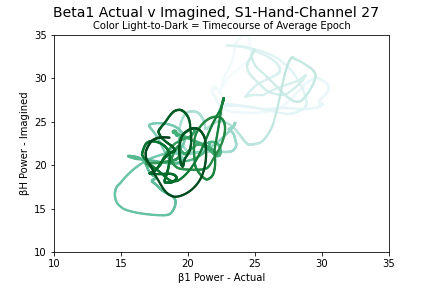 Beta1 Actual v Imagined, S1-Hand-Channel 27
Color Light-to-Dark = Timecourse of Average Epoch
35
30
25
20
15
10
βH Power - Imagined
10 15 20 25 30 35
β1 Power - Actual